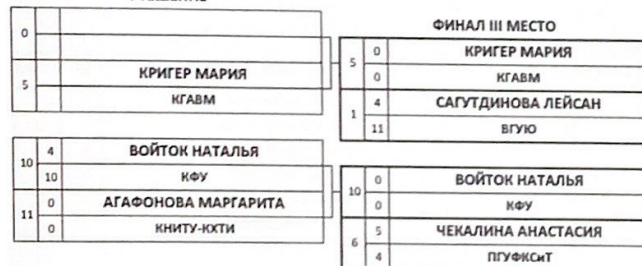 ФИНАЛ III МЕСТО
0
5
КРИГЕР МАРИЯ
КГАВМ
5
0
КРИГЕР МАРИЯ
0
КГАВМ
1
4
САГУТДИНОВА ЛЕЙСАН
11
ВГУЮ
10
4
ВОЙТОК НАТАЛЬЯ
10
КФУ
11
0
АГАФОНОВА МАРГАРИТА
0
КНИТУ-КХТИ
10
0
ВОЙТОК НАТАЛЬЯ
0
КФУ
6
5
ЧЕКАЛИНА АНАСТАСИЯ
4
ПГУФКСиТ